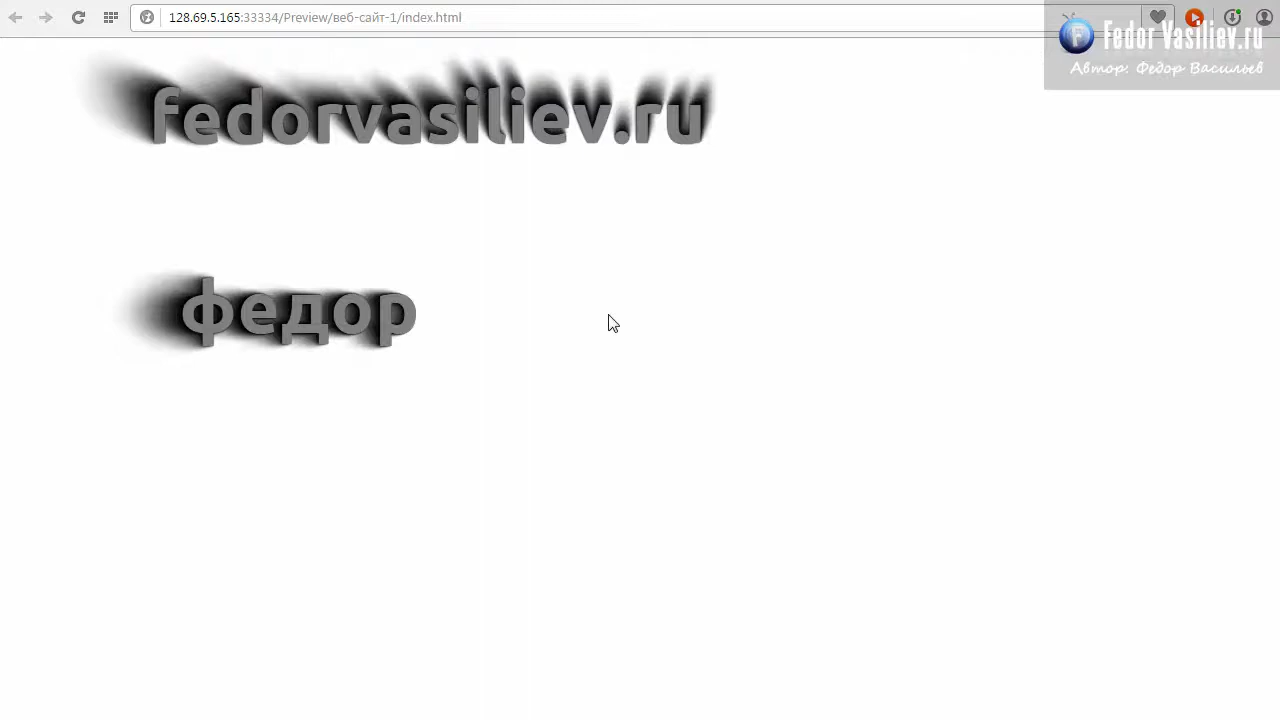 128.69.5.165:33334/Preview/веб-сайт-1/index.html
F Fedor Vasiliev.ru
Автор: Федор Васильев
fedorvasiliev.ru
федор